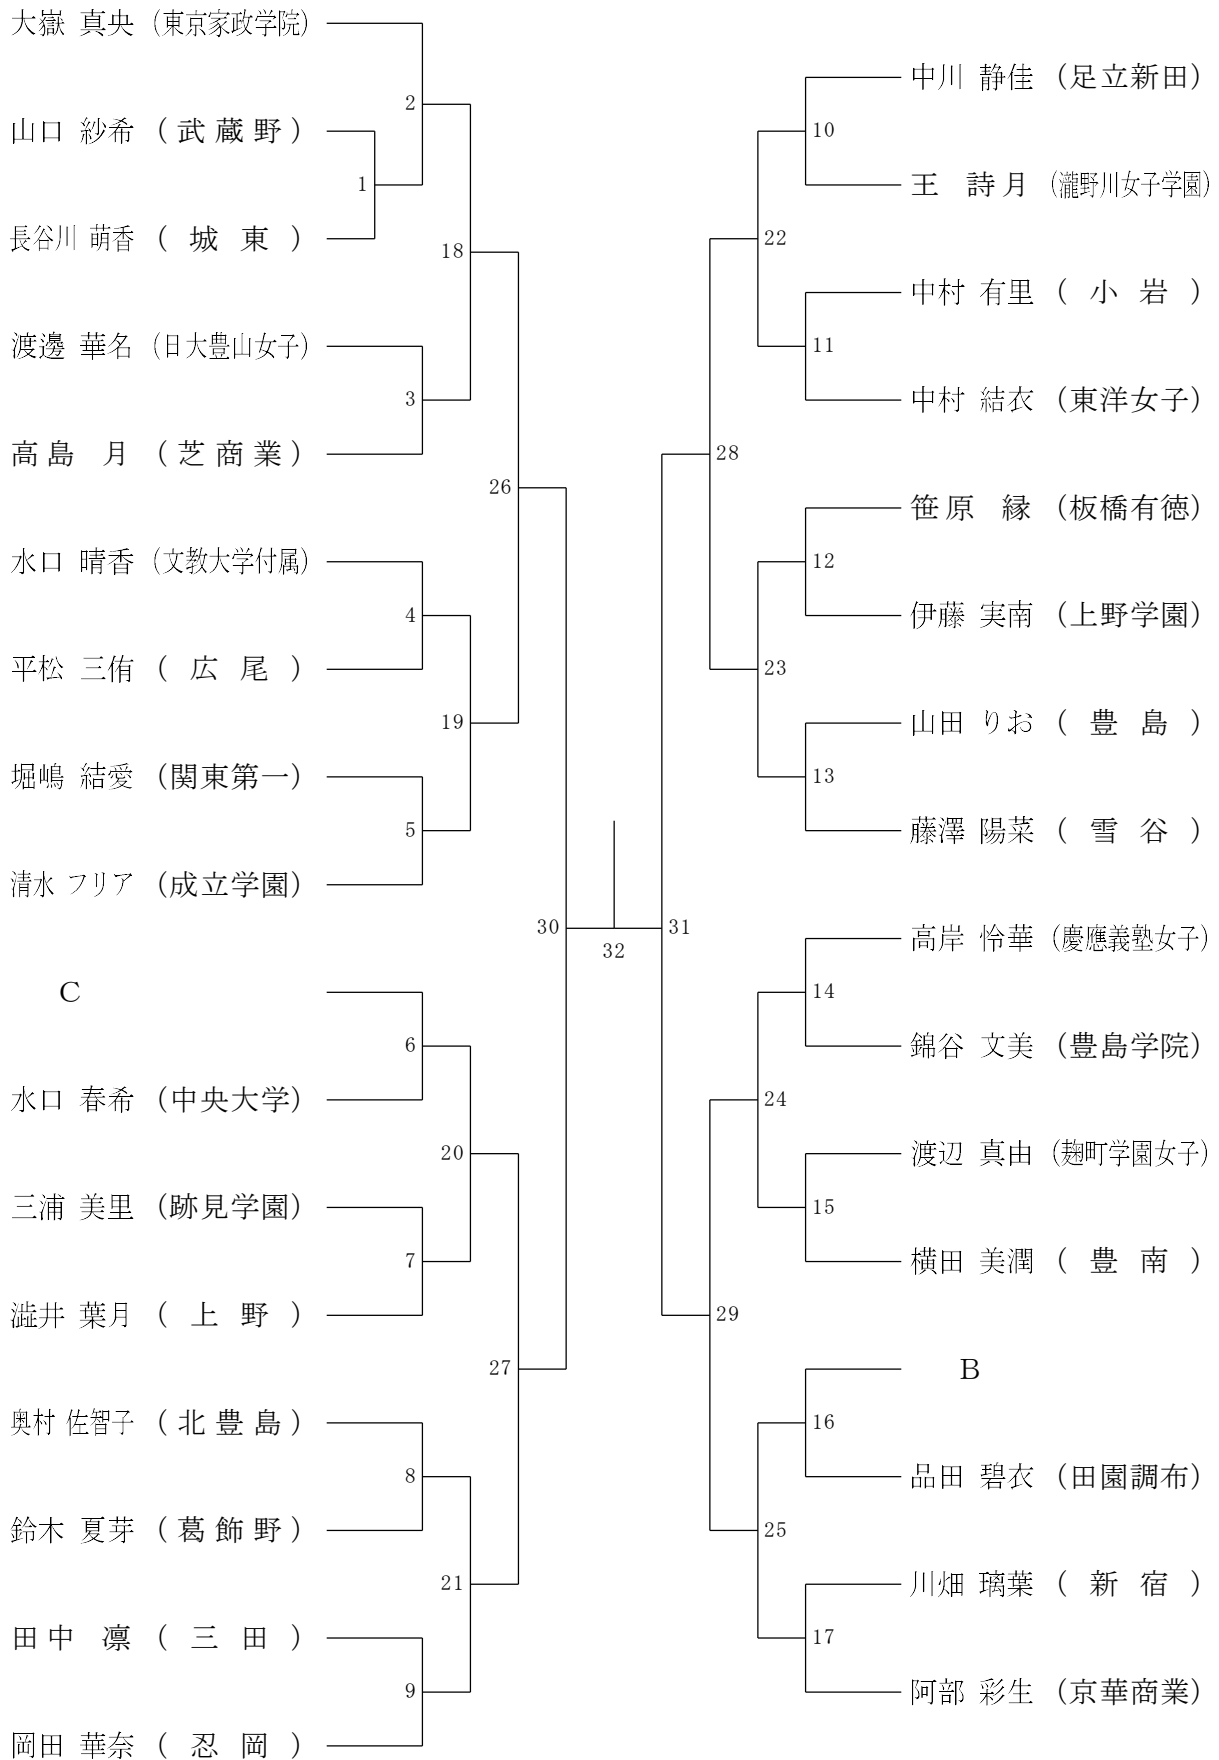 大嶽 真央 (東京家政学院)
2
山口 紗希 (武蔵野)
1
長谷川 萌香 (城東)
18
渡邊 華名 (日大豊山女子)
3
高島 月 (芝商業)
26
水口 晴香 (文教大学付属)
4
平松 三侑 (広尾)
19
堀嶋 結愛 (関東第一)
5
清水 フリア (成立学園)
30
C
6
水口 春希 (中央大学)
20
三浦 美里 (跡見学園)
7
澁井 葉月 (上野)
27
奥村 佐智子 (北豊島)
8
鈴木 夏芽 (葛飾野)
21
田中 凛 (三田)
9
岡田 華奈 (忍岡)
32
中川 静佳 (足立新田)
10
王 詩月 (瀧野川女子学園)
22
中村 有里 (小岩)
11
中村 結衣 (東洋女子)
28
笹原 縁 (板橋有徳)
12
伊藤 実南 (上野学園)
23
山田 りお (豊島)
13
藤澤 陽菜 (雪谷)
31
高岸 怜華 (慶應義塾女子)
14
錦谷 文美 (豊島学院)
24
渡辺 真由 (麹町学園女子)
15
横田 美潤 (豊南)
29
B
16
品田 碧衣 (田園調布)
25
川畑 璃葉 (新宿)
17
阿部 彩生 (京華商業)